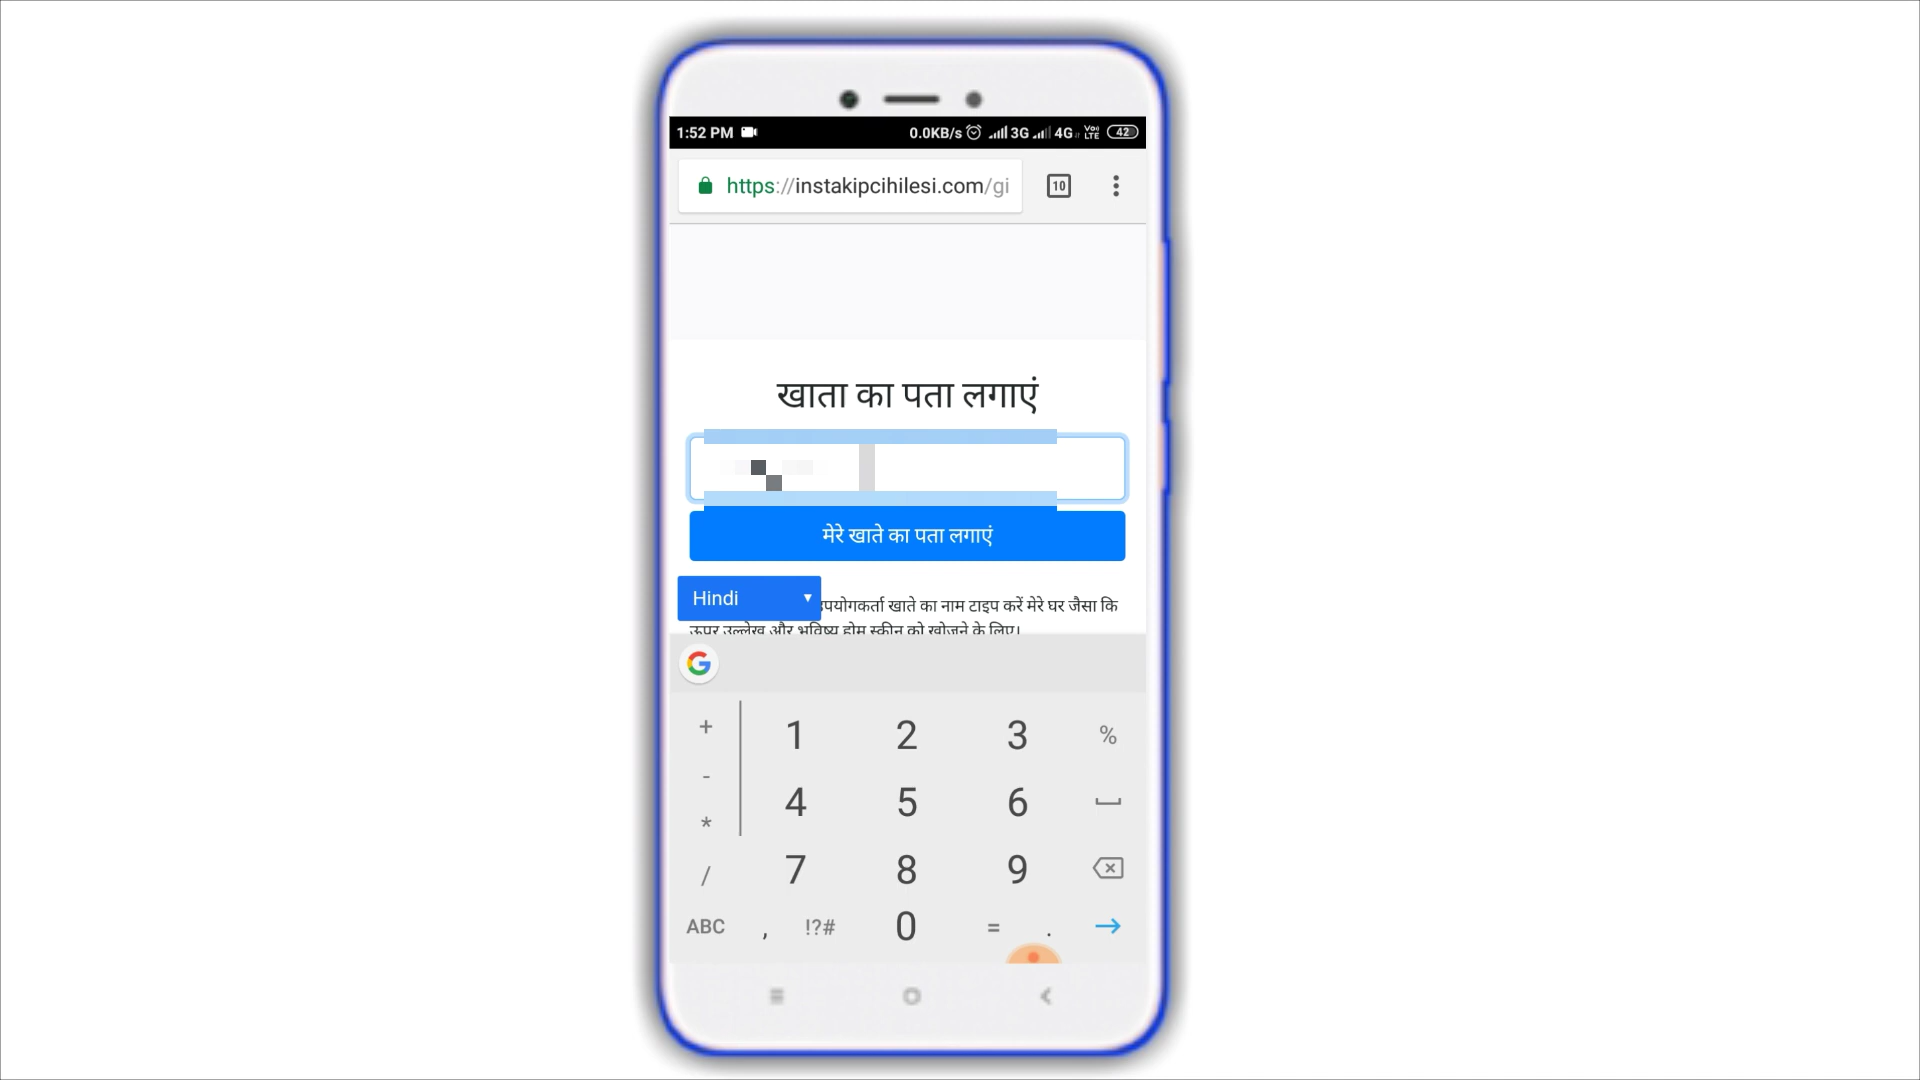 1:52 PM 0.0KB/s 3G 4G Vo) LTE 42
https://instakipcihilesi.com/gi 10
खाता का पता लगाएं
मेरे खाते का पता लगाएं
Hindi
उपयोगकर्ता खाते का नाम टाइप करें मेरे घर जैसा कि
ऊपर उल्लेख और भविष्य होम स्क्रीन को खोजने के लिए।
G
+ 1 2 3 %
- 4 5 6
*
/ 7 8 9
ABC , !?# 0 = .